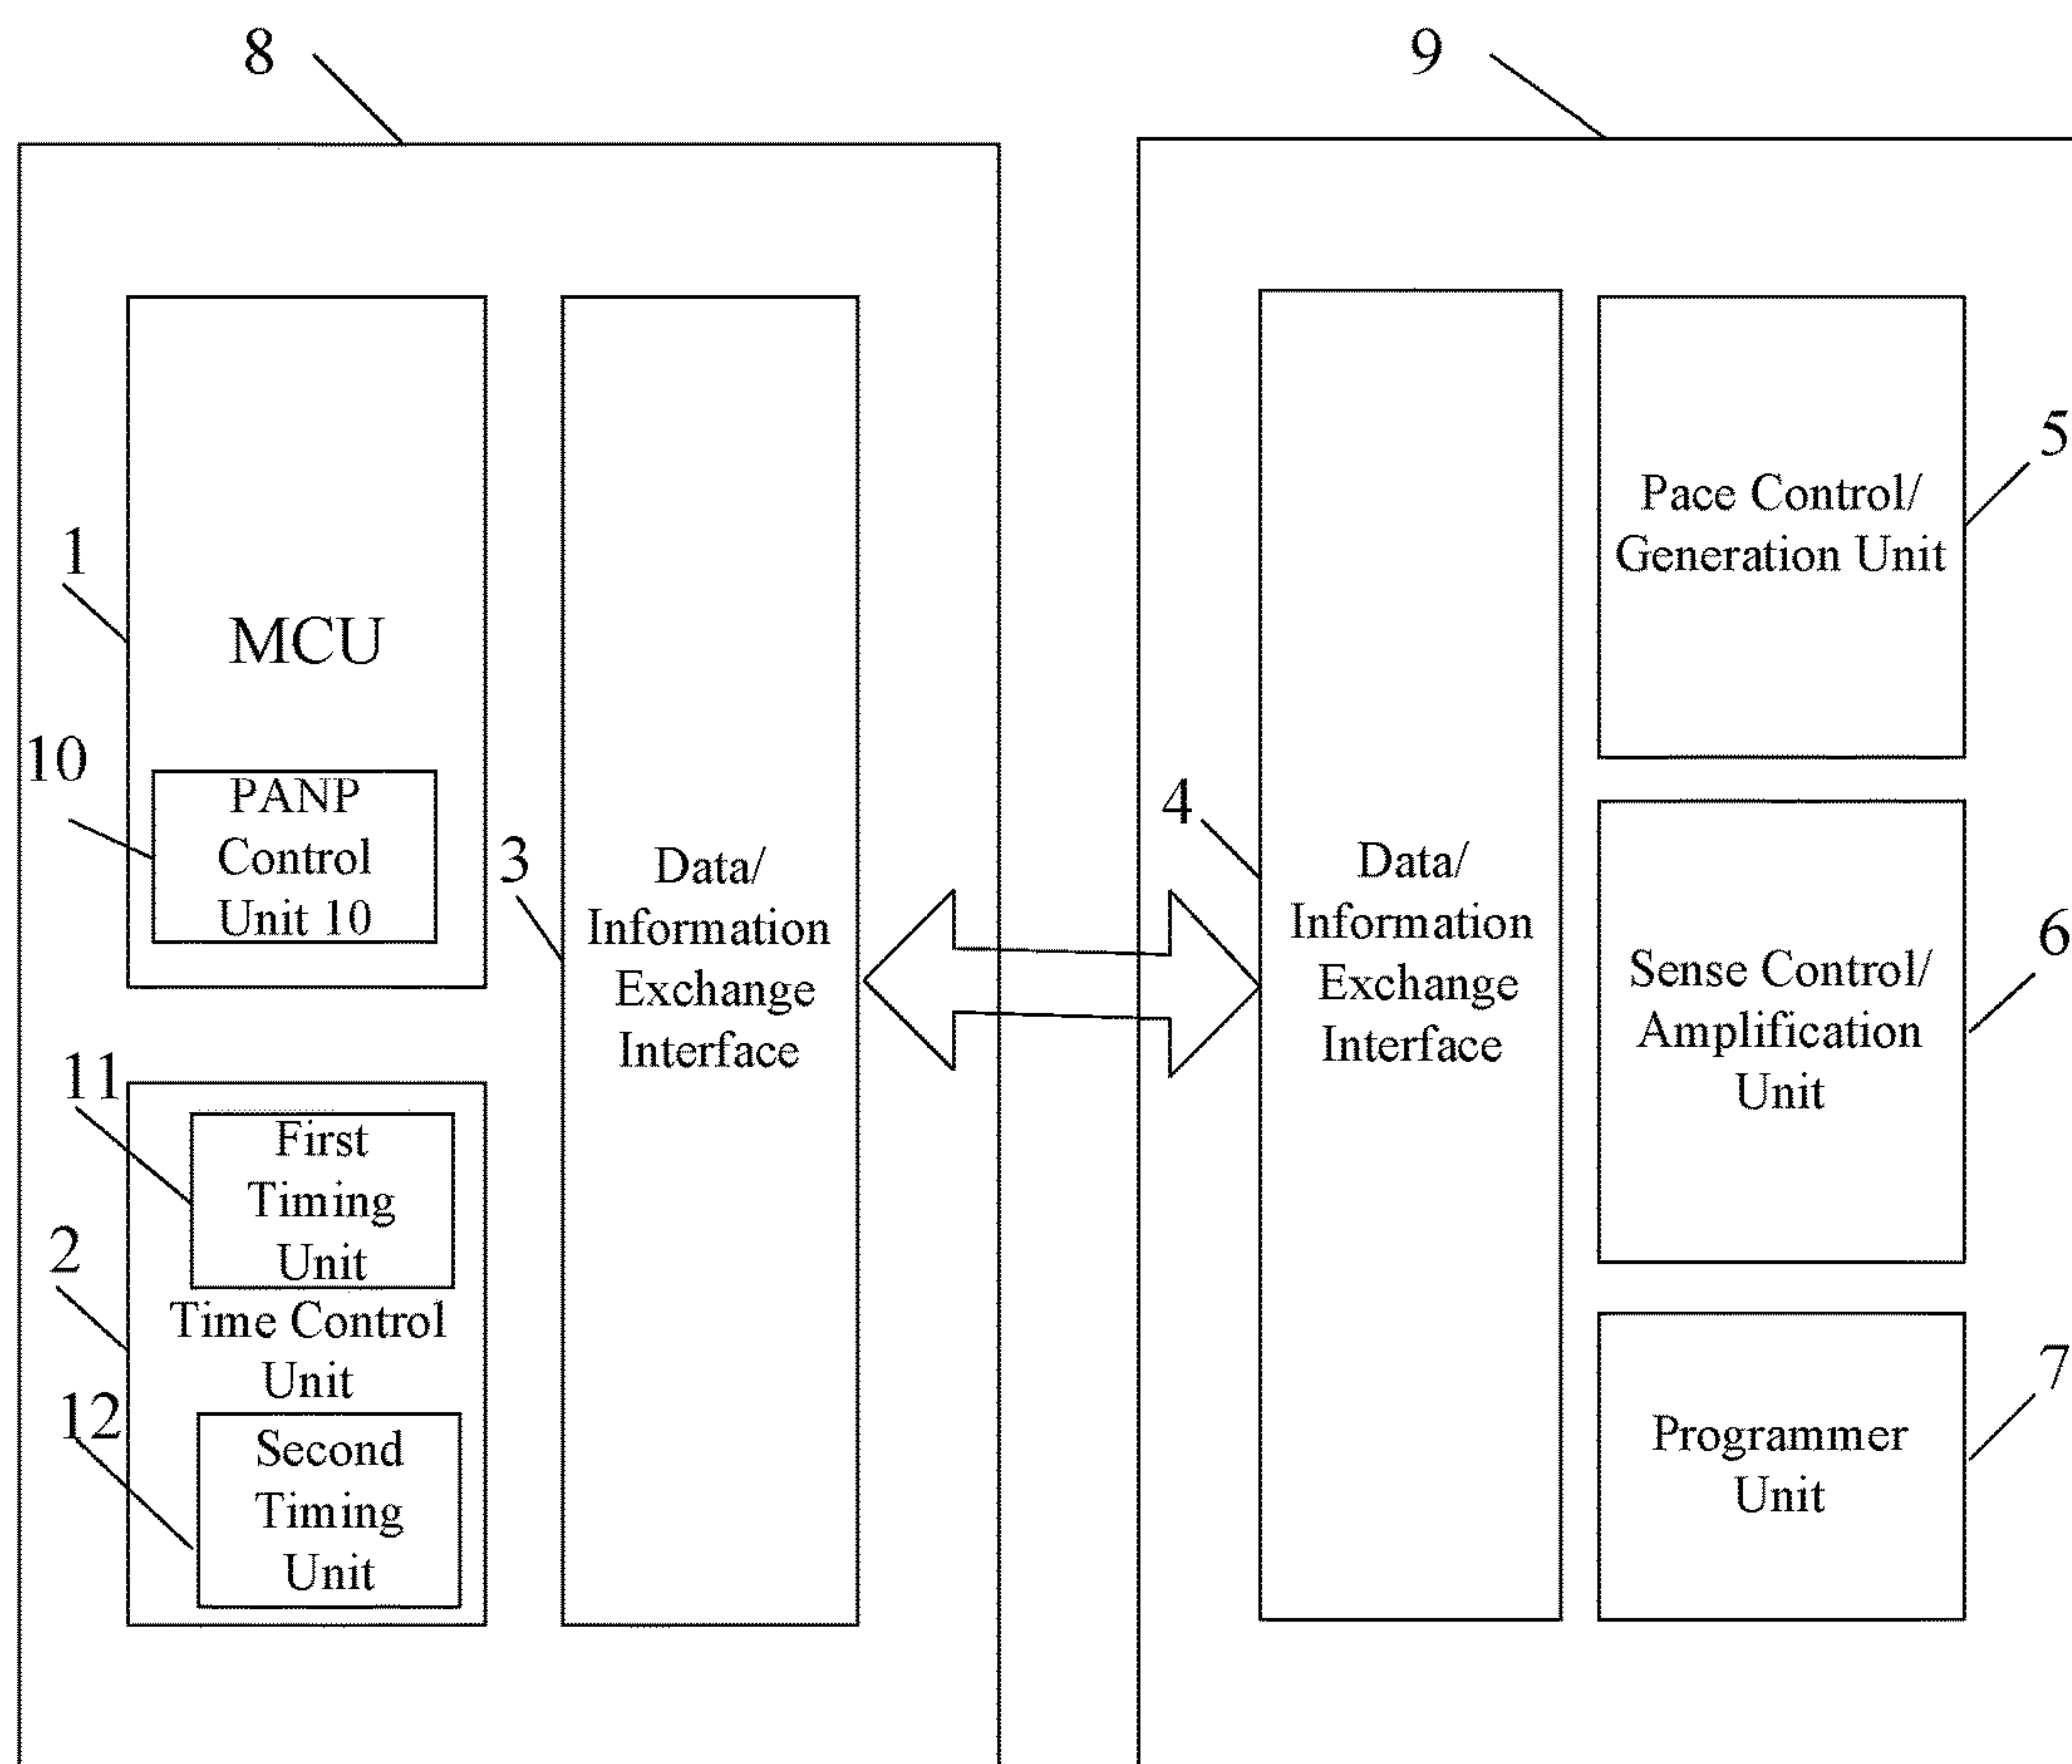 8
9
1
MCU
10
PANP
Control
Unit 10
3
Data/
Information
Exchange
Interface
11
First
Timing
Unit
2
Time Control
Unit
12
Second
Timing
Unit
4
Data/
Information
Exchange
Interface
5
Pace Control/
Generation Unit
6
Sense Control/
Amplification
Unit
7
Programmer
Unit